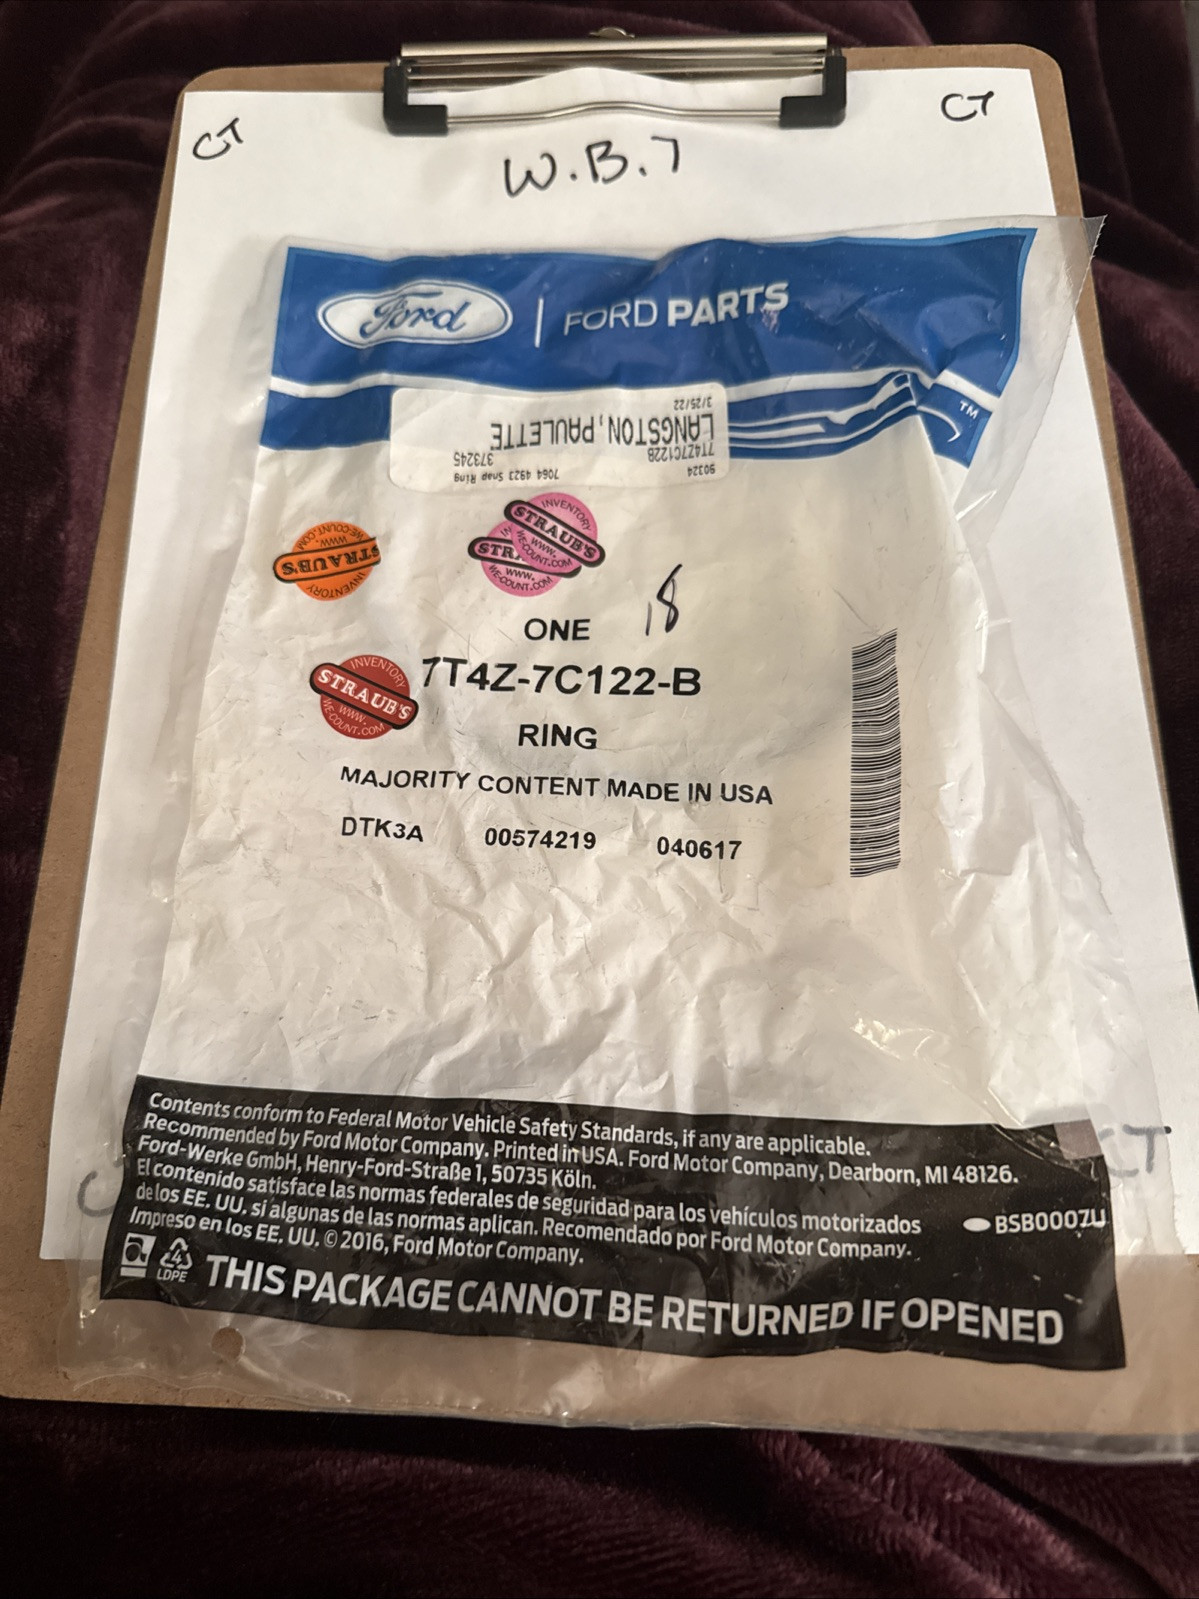 CT
CT
W.B.7
Ford | FORD PARTS
TM
90324 7064 4923 Snap Ring
7T4Z7C122B 373245
LANGSTON, PAULETTE
3/25/22
INVENTORY
STRAUB'S
WWW.
WE-COUNT.COM
IN
STR
WWW.
WE-COUNT.COM
INVENTORY
STRAUB'S
WWW.
WE-COUNT.COM
ONE 18
7T4Z-7C122-B
INVENTORY
STRAUB'S
WWW.
WE-COUNT.COM
RING
MAJORITY CONTENT MADE IN USA
DTK3A 00574219 040617
Contents conform to Federal Motor Vehicle Safety Standards, if any are applicable.
Recommended by Ford Motor Company. Printed in USA. Ford Motor Company, Dearborn, MI 48126.
Ford-Werke GmbH, Henry-Ford-Straße 1, 50735 Köln.
El contenido satisface las normas federales de seguridad para los vehículos motorizados
de los EE. UU. si algunas de las normas aplican. Recomendado por Ford Motor Company.
Impreso en los EE. UU. © 2016, Ford Motor Company.
CT
BSB0007U
4
LDPE
THIS PACKAGE CANNOT BE RETURNED IF OPENED